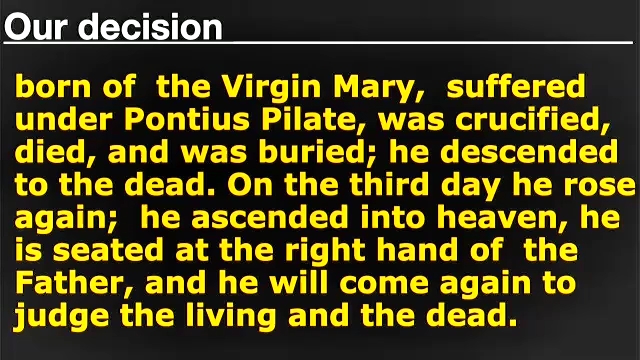 Our decision
born of the Virgin Mary, suffered
under Pontius Pilate, was crucified,
died, and was buried; he descended
to the dead. On the third day he rose
again; he ascended into heaven, he
is seated at the right hand of the
Father, and he will come again to
judge the living and the dead.